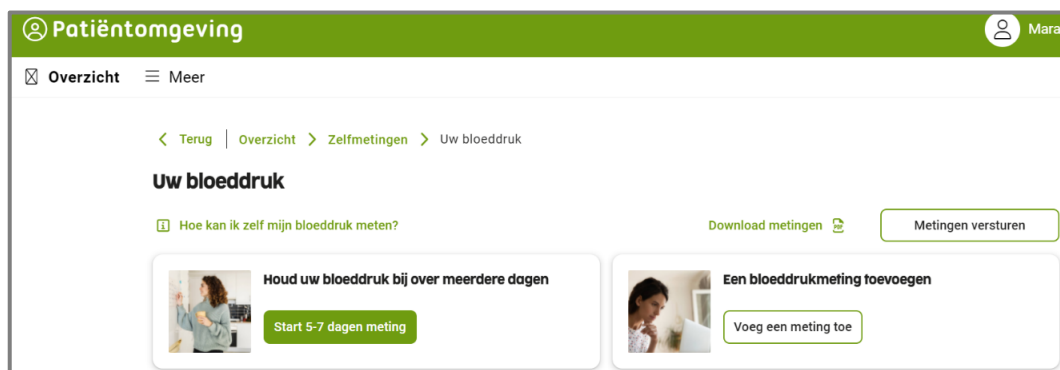 Patiëntomgeving
Mara
Overzicht Meer
Terug Overzicht Zelfmetingen Uw bloeddruk
Uw bloeddruk
Hoe kan ik zelf mijn bloeddruk meten? Download metingen PDF Metingen versturen
Houd uw bloeddruk bij over meerdere dagen
Start 5-7 dagen meting
Een bloeddrukmeting toevoegen
Voeg een meting toe